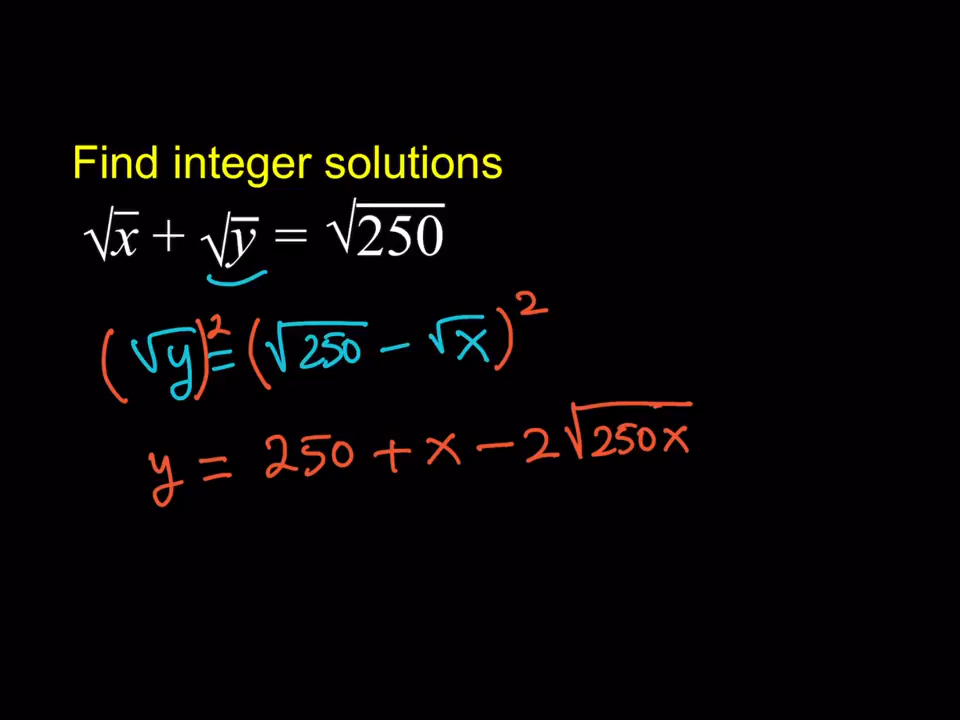 Find integer solutions
√x + √y = √250
(√y)² = (√250 − √x)²
y = 250 + x − 2√250x